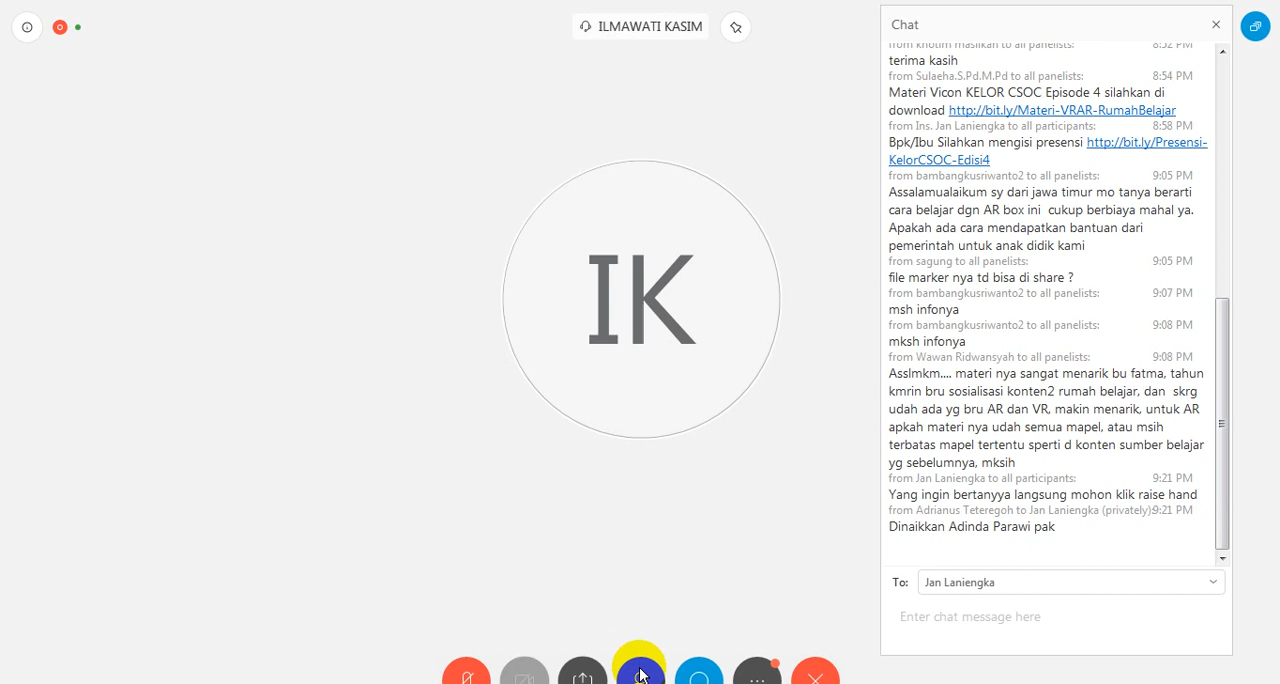 ILMAWATI KASIM
IK
Chat
from khotim maslikah to all panelists: 8:52 PM
terima kasih
from Sulaeha.S.Pd.M.Pd to all panelists: 8:54 PM
Materi Vicon KELOR CSOC Episode 4 silahkan di
download http://bit.ly/Materi-VRAR-RumahBelajar
from Ins. Jan Laniengka to all participants: 8:58 PM
Bpk/Ibu Silahkan mengisi presensi http://bit.ly/Presensi-
KelorCSOC-Edisi4
from bambangkusriwanto2 to all panelists: 9:05 PM
Assalamualaikum sy dari jawa timur mo tanya berarti
cara belajar dgn AR box ini cukup berbiaya mahal ya.
Apakah ada cara mendapatkan bantuan dari
pemerintah untuk anak didik kami
from sagung to all panelists: 9:05 PM
file marker nya td bisa di share ?
from bambangkusriwanto2 to all panelists: 9:07 PM
msh infonya
from bambangkusriwanto2 to all panelists: 9:08 PM
mksh infonya
from Wawan Ridwansyah to all panelists: 9:08 PM
Asslmkm.... materi nya sangat menarik bu fatma, tahun
kmrin bru sosialisasi konten2 rumah belajar, dan skrg
udah ada yg bru AR dan VR, makin menarik, untuk AR
apkah materi nya udah semua mapel, atau msih
terbatas mapel tertentu sperti d konten sumber belajar
yg sebelumnya, mksih
from Jan Laniengka to all participants: 9:21 PM
Yang ingin bertanyya langsung mohon klik raise hand
from Adrianus Teteregoh to Jan Laniengka (privately): 9:21 PM
Dinaikkan Adinda Parawi pak
To: Jan Laniengka
Enter chat message here